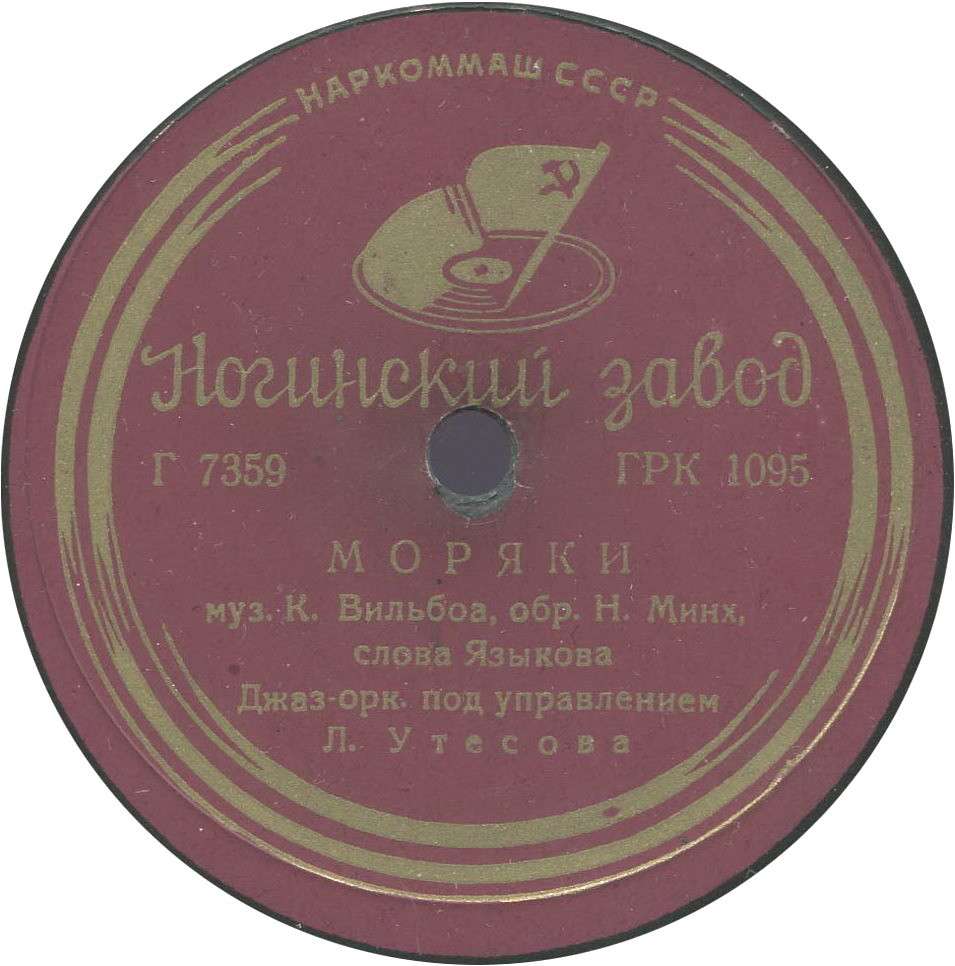 НАРКОММАШ СССР
Ногинский завод
Г 7359 ГРК 1095
МОРЯКИ
муз. К. Вильбоа, обр. Н. Минх,
слова Языкова
Джаз-орк. под управлением
Л. Утесова